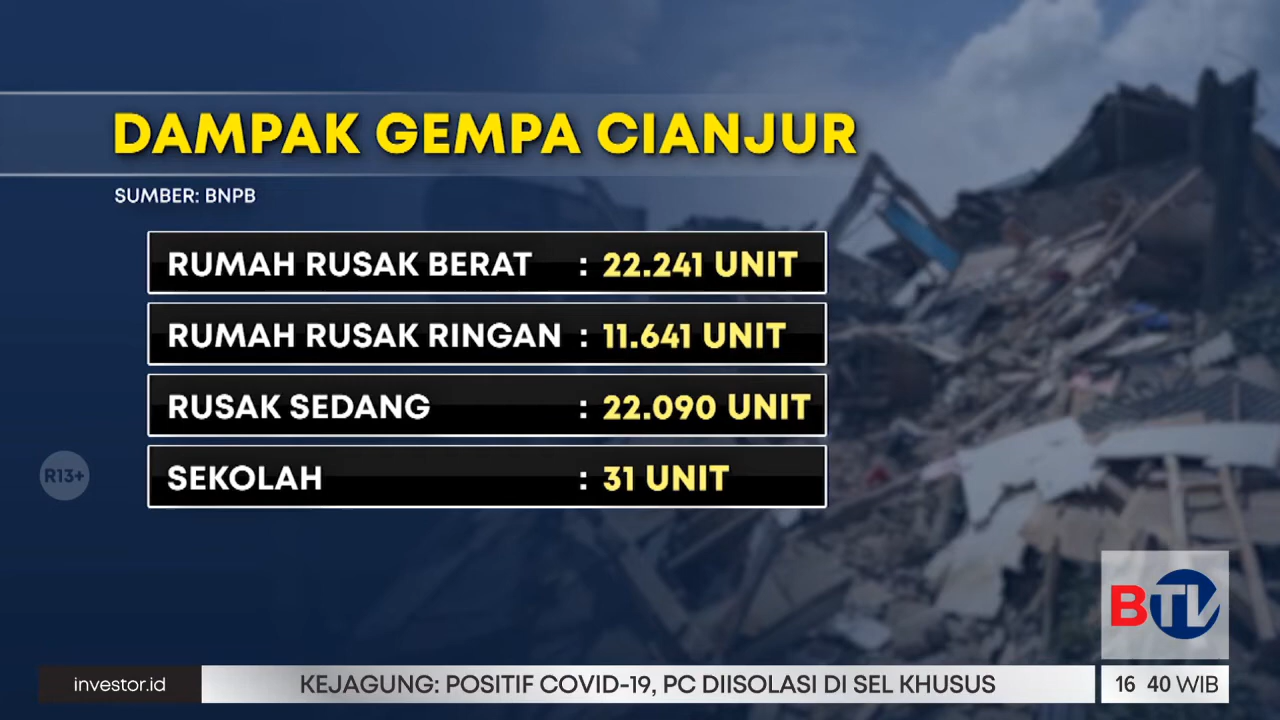 DAMPAK GEMPA CIANJUR
SUMBER: BNPB
RUMAH RUSAK BERAT : 22.241 UNIT
RUMAH RUSAK RINGAN : 11.641 UNIT
RUSAK SEDANG : 22.090 UNIT
SEKOLAH : 31 UNIT
R13+
BTV
investor.id KEJAGUNG: POSITIF COVID-19, PC DIISOLASI DI SEL KHUSUS 16 40 WIB